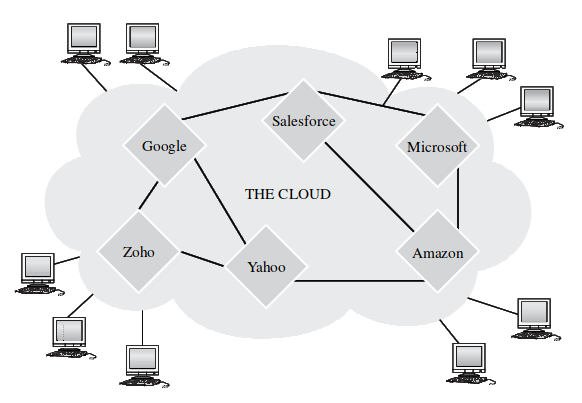 Salesforce
Google
Microsoft
THE CLOUD
Zoho
Yahoo
Amazon